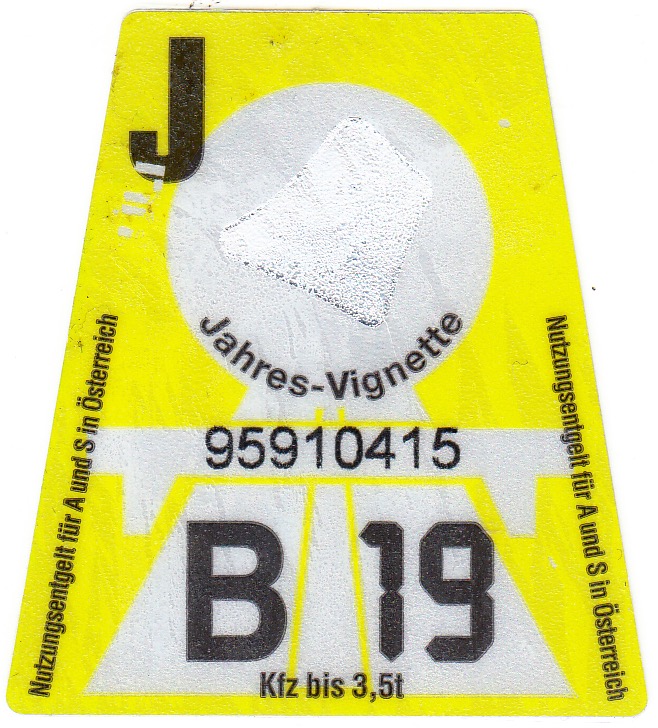 J
Jahres-Vignette
95910415
B 19
Kfz bis 3,5t
Nutzungsentgelt für A und S in Österreich
Nutzungsentgelt für A und S in Österreich